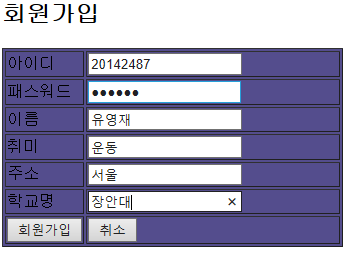 회원가입
아이디 20142487
패스워드 ●●●●●●
이름 유영재
취미 운동
주소 서울
학교명 장안대 ×
회원가입 취소